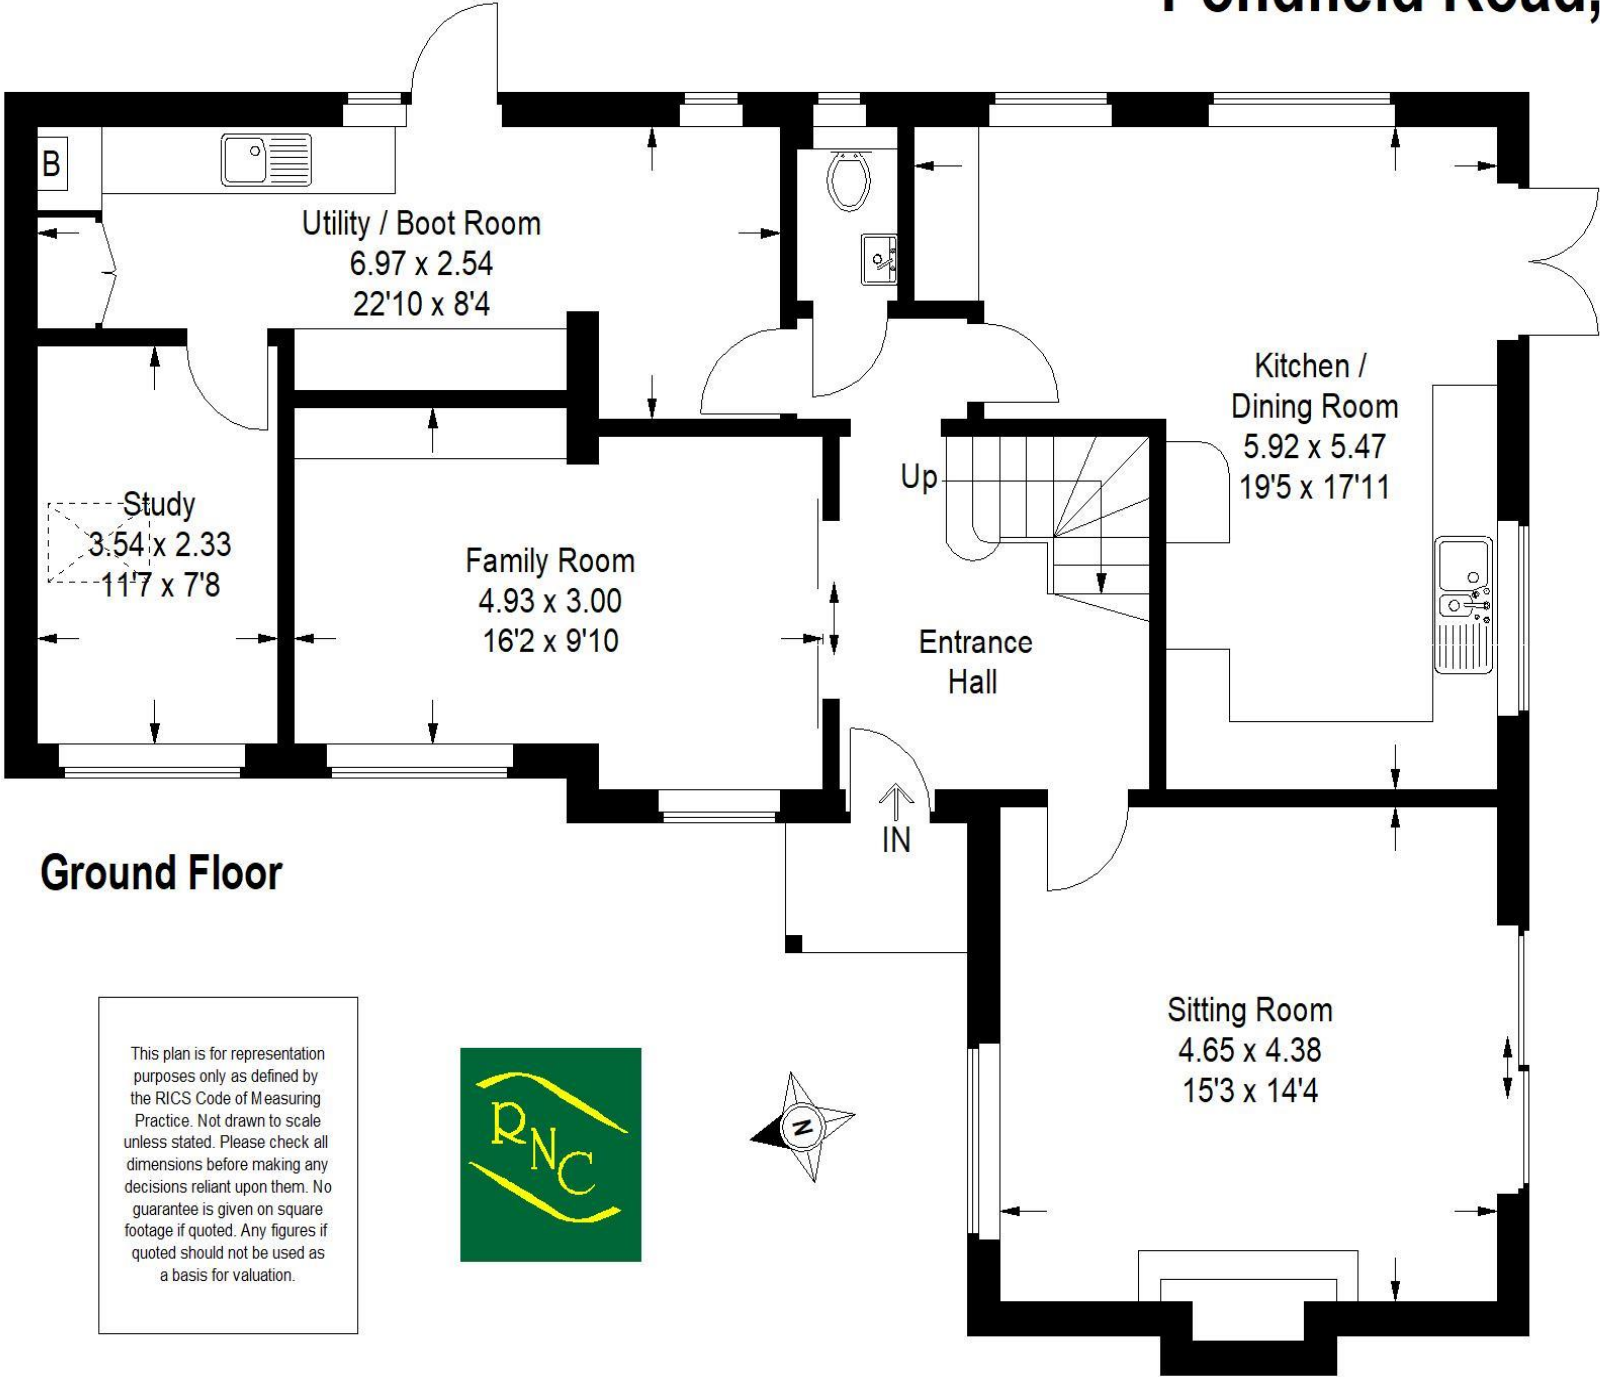 Pondfield Road,
B
Utility / Boot Room
6.97 x 2.54
22'10 x 8'4
Kitchen /
Dining Room
5.92 x 5.47
19'5 x 17'11
Up
Study
3.54 x 2.33
11'7 x 7'8
Family Room
4.93 x 3.00
16'2 x 9'10
Entrance
Hall
IN
Ground Floor
Sitting Room
4.65 x 4.38
15'3 x 14'4
This plan is for representation
purposes only as defined by
the RICS Code of Measuring
Practice. Not drawn to scale
unless stated. Please check all
dimensions before making any
decisions reliant upon them. No
guarantee is given on square
footage if quoted. Any figures if
quoted should not be used as
a basis for valuation.
RNC
N